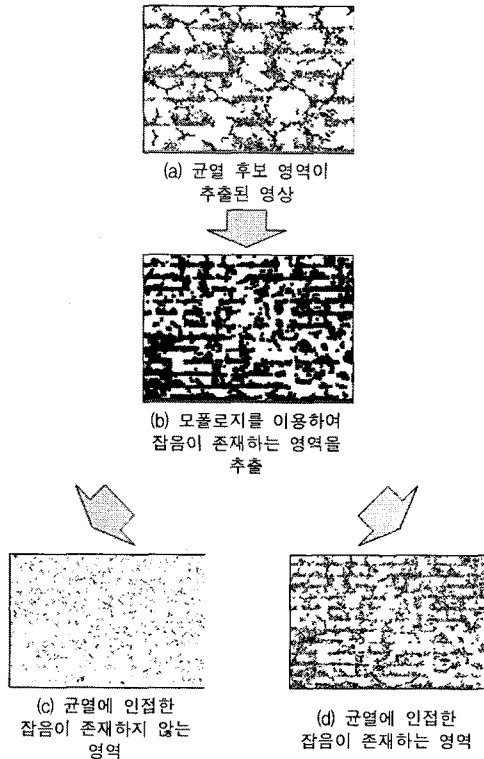 (a) 균열 후보 영역이
추출된 영상
(b) 모폴로지를 이용하여
잡음이 존재하는 영역을
추출
(c) 균열에 인접한
잡음이 존재하지 않는
영역
(d) 균열에 인접한
잡음이 존재하는 영역